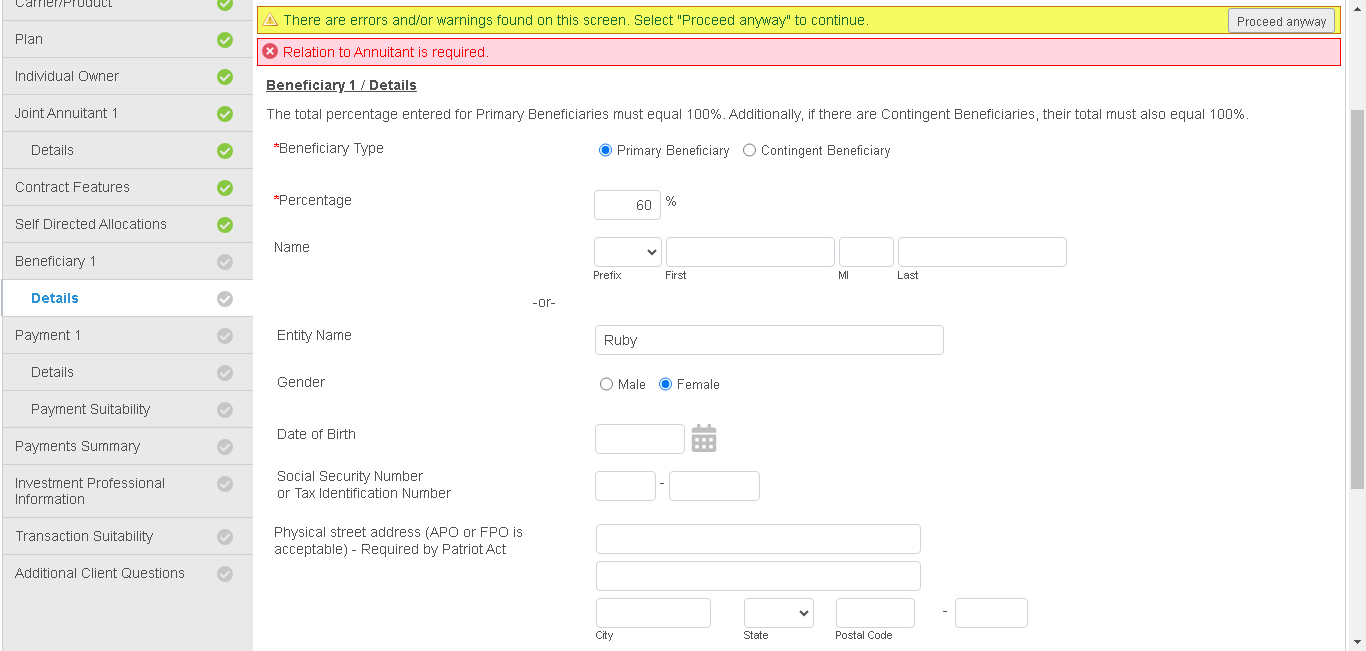 Carrier/Product
Plan
Individual Owner
Joint Annuitant 1
Details
Contract Features
Self Directed Allocations
Beneficiary 1
Details
Payment 1
Details
Payment Suitability
Payments Summary
Investment Professional
Information
Transaction Suitability
Additional Client Questions
There are errors and/or warnings found on this screen. Select "Proceed anyway" to continue.
Proceed anyway
Relation to Annuitant is required.
Beneficiary 1 / Details
The total percentage entered for Primary Beneficiaries must equal 100%. Additionally, if there are Contingent Beneficiaries, their total must also equal 100%.
*Beneficiary Type
Primary Beneficiary Contingent Beneficiary
*Percentage
60 %
Name
Prefix First MI Last
-or-
Entity Name
Ruby
Gender
Male Female
Date of Birth
Social Security Number
or Tax Identification Number
-
Physical street address (APO or FPO is
acceptable) - Required by Patriot Act
-
City State Postal Code